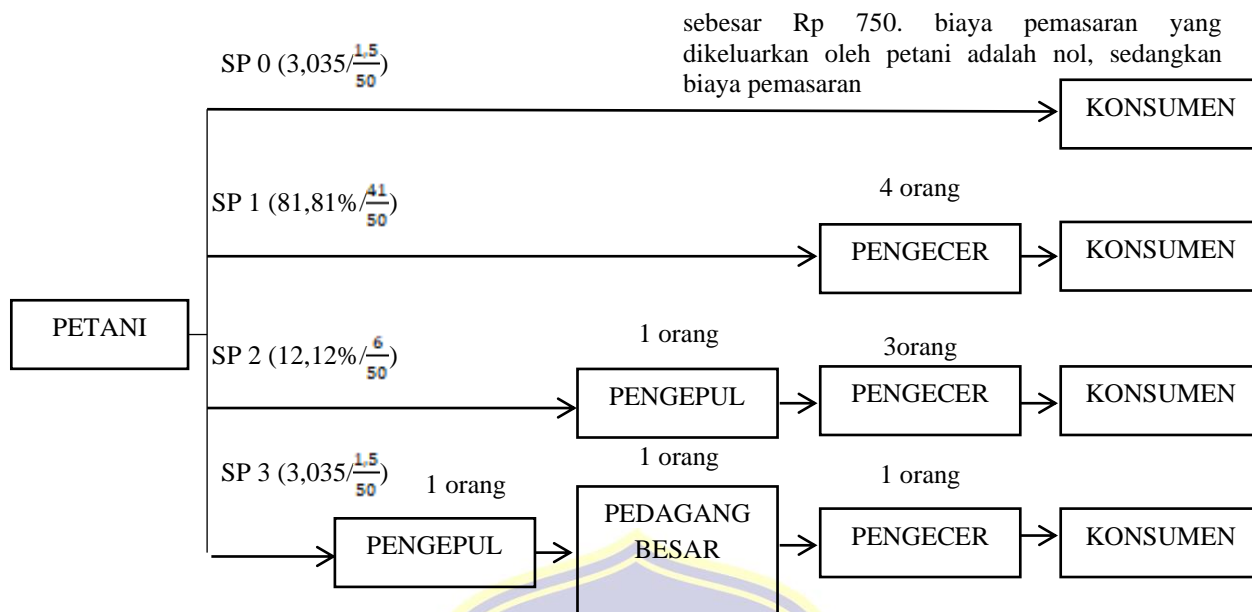 sebesar Rp 750. biaya pemasaran yang
dikeluarkan oleh petani adalah nol, sedangkan
biaya pemasaran
SP 0 (3,035/1,5/50)
KONSUMEN
SP 1 (81,81%/41/50)
4 orang
PENGECER
KONSUMEN
PETANI
SP 2 (12,12%/6/50)
1 orang
3orang
PENGEPUL
PENGECER
KONSUMEN
SP 3 (3,035/1,5/50)
1 orang
1 orang
1 orang
PENGEPUL
PEDAGANG
BESAR
PENGECER
KONSUMEN